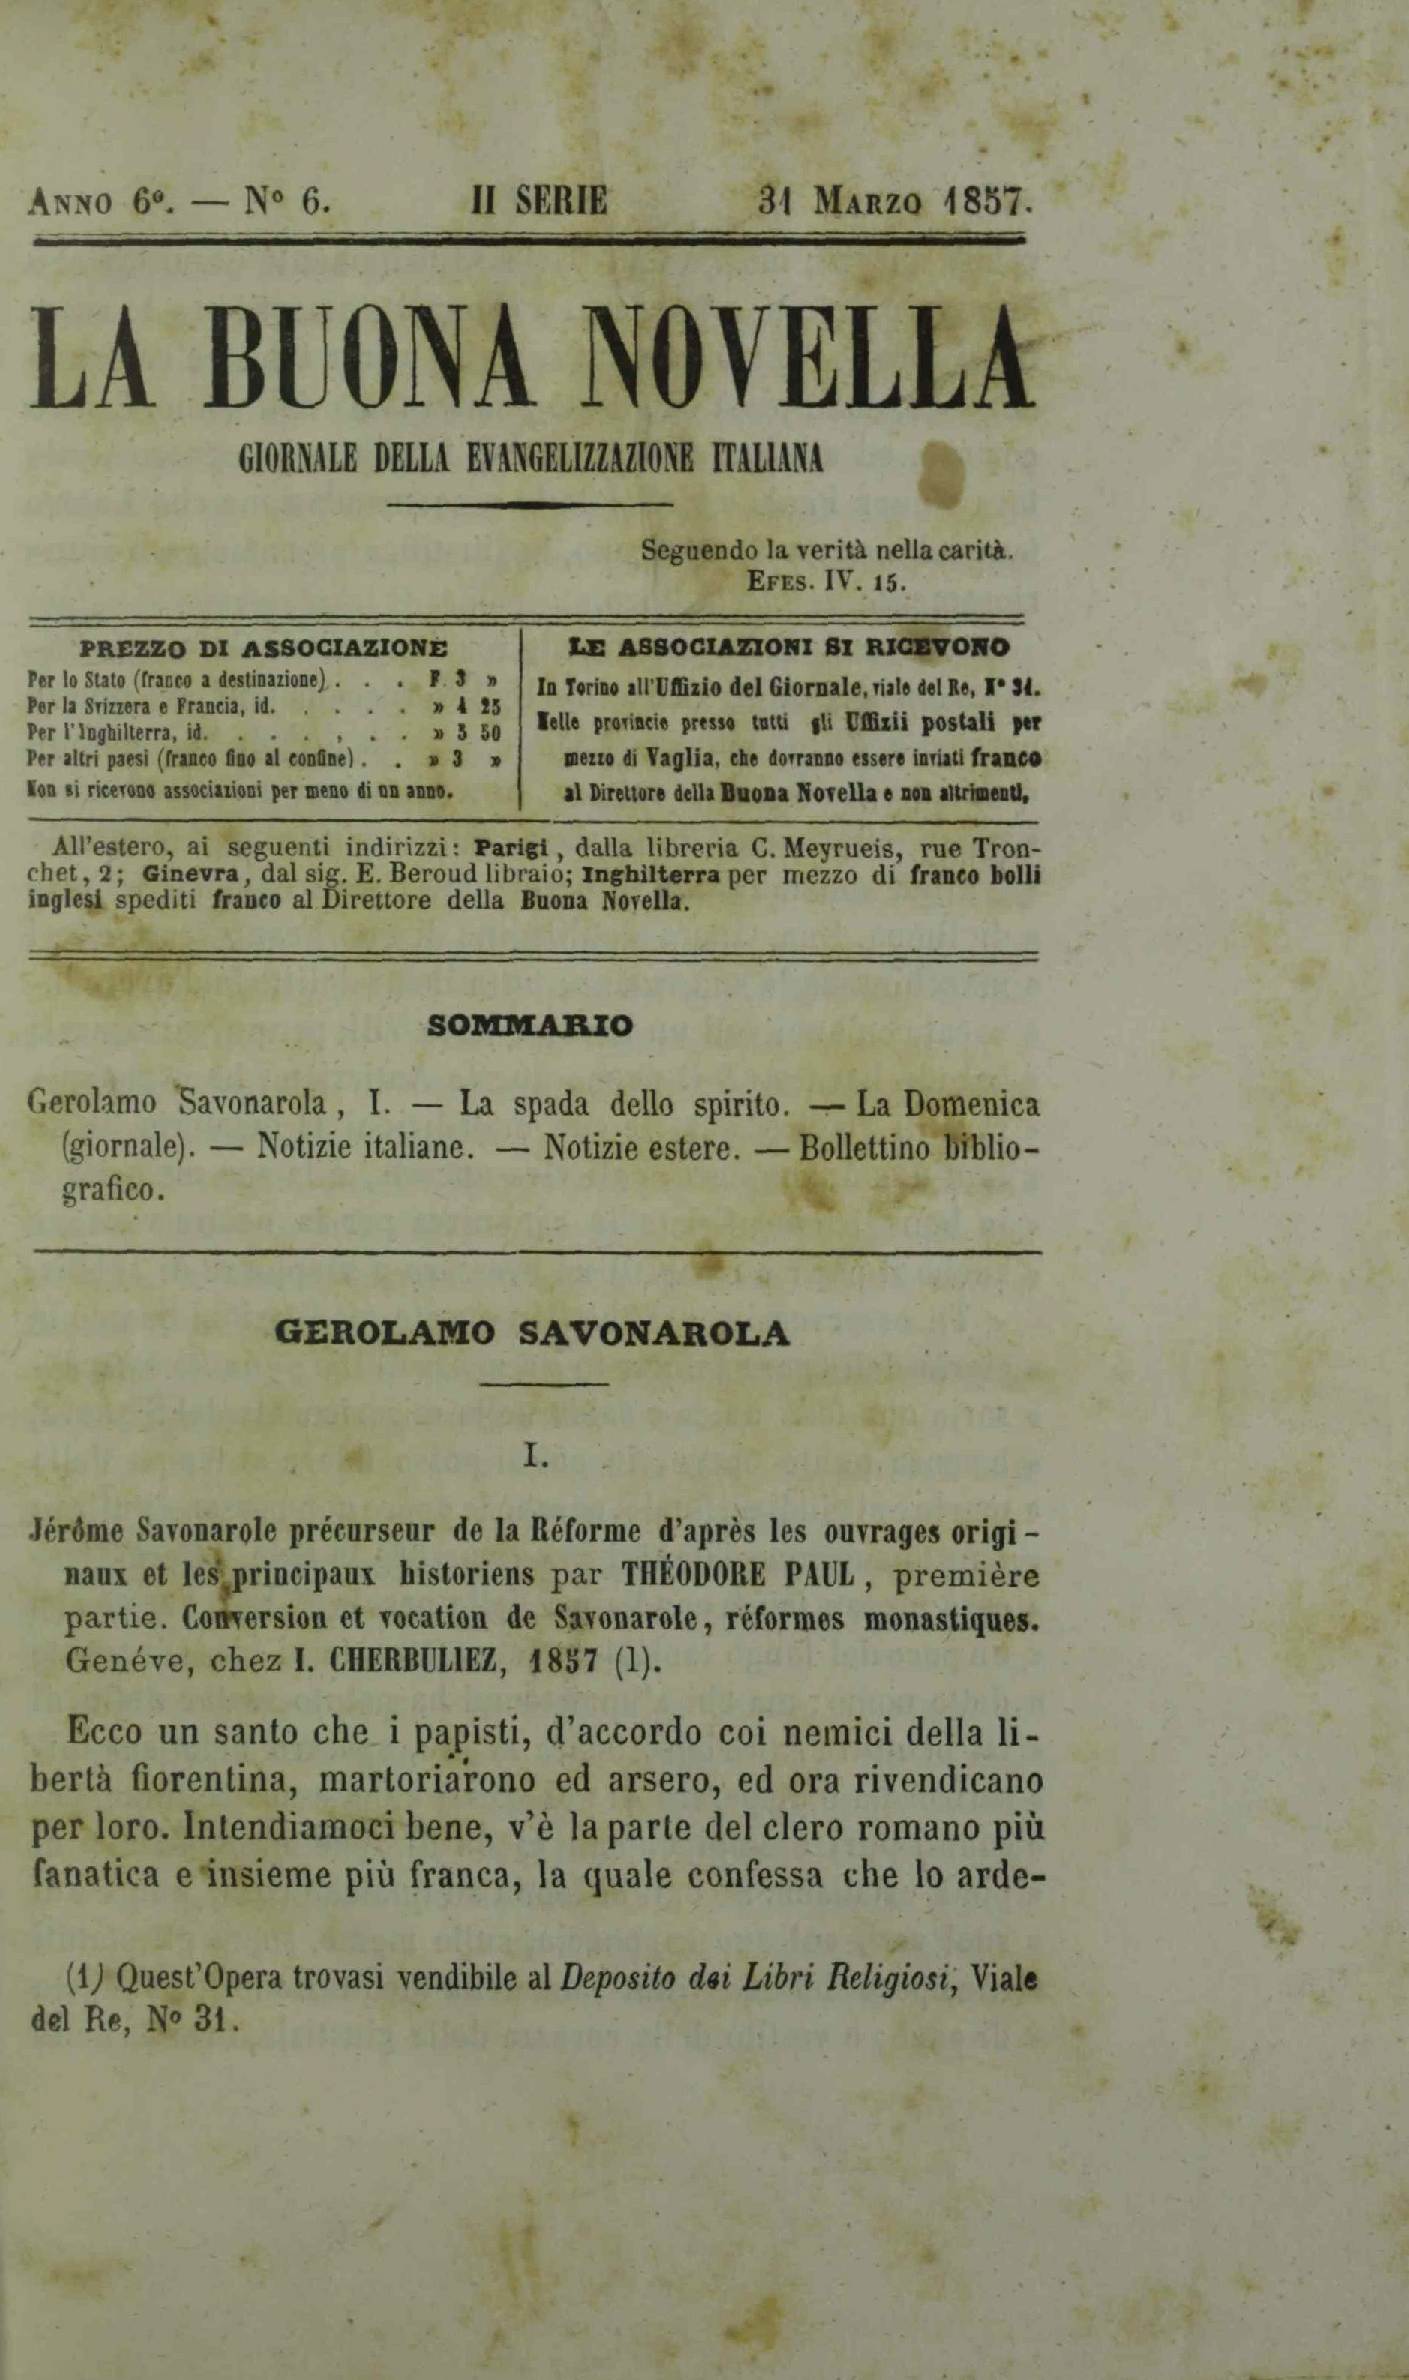 ANNO 6º. — Nº 6. II SERIE 31 MARZO 1857.
LA BUONA NOVELLA
GIORNALE DELLA EVANGELIZZAZIONE ITALIANA
Seguendo la verità nella carità.
EFES. IV. 15.
PREZZO DI ASSOCIAZIONE
Per lo Stato (franco a destinazione) . . . F. 3 »
Per la Svizzera e Francia, id. . . . . . » 4 25
Per l'Inghilterra, id. . . . , . . » 5 50
Per altri paesi (franco fino al confine) . . » 3 »
Non si ricevono associazioni per meno di un anno.
LE ASSOCIAZIONI SI RICEVONO
In Torino all'Uffizio del Giornale, viale del Re, Nº 31.
Nelle provincie presso tutti gli Uffizii postali per
mezzo di Vaglia, che dovranno essere inviati franco
al Direttore della Buona Novella e non altrimenti,
All'estero, ai seguenti indirizzi: Parigi, dalla libreria C. Meyrueis, rue Tron-
chet, 2; Ginevra, dal sig. E. Beroud libraio; Inghilterra per mezzo di franco bolli
inglesi spediti franco al Direttore della Buona Novella.
SOMMARIO
Gerolamo Savonarola, I. — La spada dello spirito. — La Domenica
(giornale). — Notizie italiane. — Notizie estere. — Bollettino biblio-
grafico.
GEROLAMO SAVONAROLA
I.
Jérôme Savonarole précurseur de la Réforme d'après les ouvrages origi-
naux et les principaux historiens par THÉODORE PAUL, première
partie. Conversion et vocation de Savonarole, réformes monastiques.
Genéve, chez I. CHERBULIEZ, 1857 (1).
Ecco un santo che i papisti, d'accordo coi nemici della li-
bertà fiorentina, martoriarono ed arsero, ed ora rivendicano
per loro. Intendiamoci bene, v'è la parte del clero romano più
fanatica e insieme più franca, la quale confessa che lo arde-
(1) Quest'Opera trovasi vendibile al Deposito dei Libri Religiosi, Viale
del Re, Nº 31.